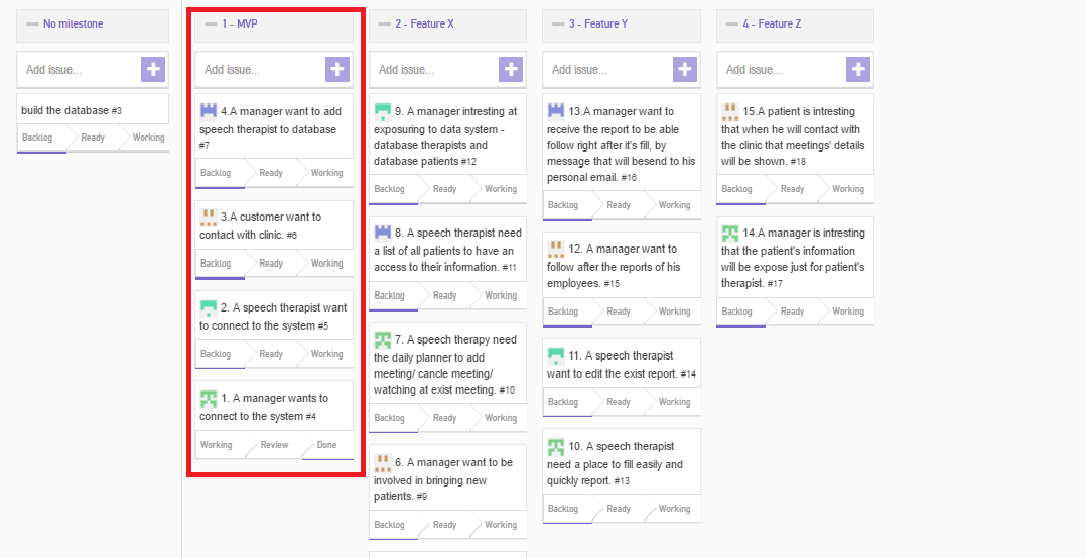 No milestone
Add issue...
build the database #3
Backlog Ready Working
1 - MVP
Add issue...
4.A manager want to add
speech therapist to database
#7
Backlog Ready Working
3.A customer want to
contact with clinic. #6
Backlog Ready Working
2. A speech therapist want
to connect to the system #5
Backlog Ready Working
1. A manager wants to
connect to the system #4
Working Review Done
2 - Feature X
Add issue...
9. A manager intresting at
exposuring to data system -
database therapists and
database patients #12
Backlog Ready Working
8. A speech therapist need
a list of all patients to have an
access to their information. #11
Backlog Ready Working
7. A speech therapy need
the daily planner to add
meeting/ cancle meeting/
watching at exist meeting. #10
Backlog Ready Working
6. A manager want to be
involved in bringing new
patients. #9
Backlog Ready Working
3 - Feature Y
Add issue...
13.A manager want to
receive the report to be able
follow right after it's fill, by
message that will besend to his
personal email. #16
Backlog Ready Working
12. A manager want to
follow after the reports of his
employees. #15
Backlog Ready Working
11. A speech therapist
want to edit the exist report. #14
Backlog Ready Working
10. A speech therapist
need a place to fill easily and
quickly report. #13
Backlog Ready Working
4 - Feature Z
Add issue...
15.A patient is intresting
that when he will contact with
the clinic that meetings' details
will be shown. #18
Backlog Ready Working
14.A manager is intresting
that the patient's information
will be expose just for patient's
therapist. #17
Backlog Ready Working